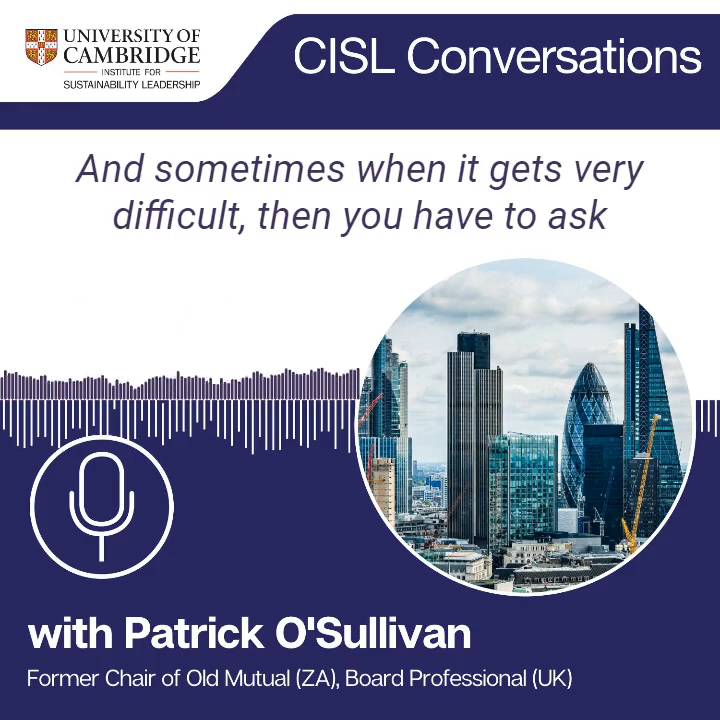 UNIVERSITY OF
CAMBRIDGE
INSTITUTE FOR
SUSTAINABILITY LEADERSHIP
CISL Conversations
And sometimes when it gets very
difficult, then you have to ask
with Patrick O'Sullivan
Former Chair of Old Mutual (ZA), Board Professional (UK)